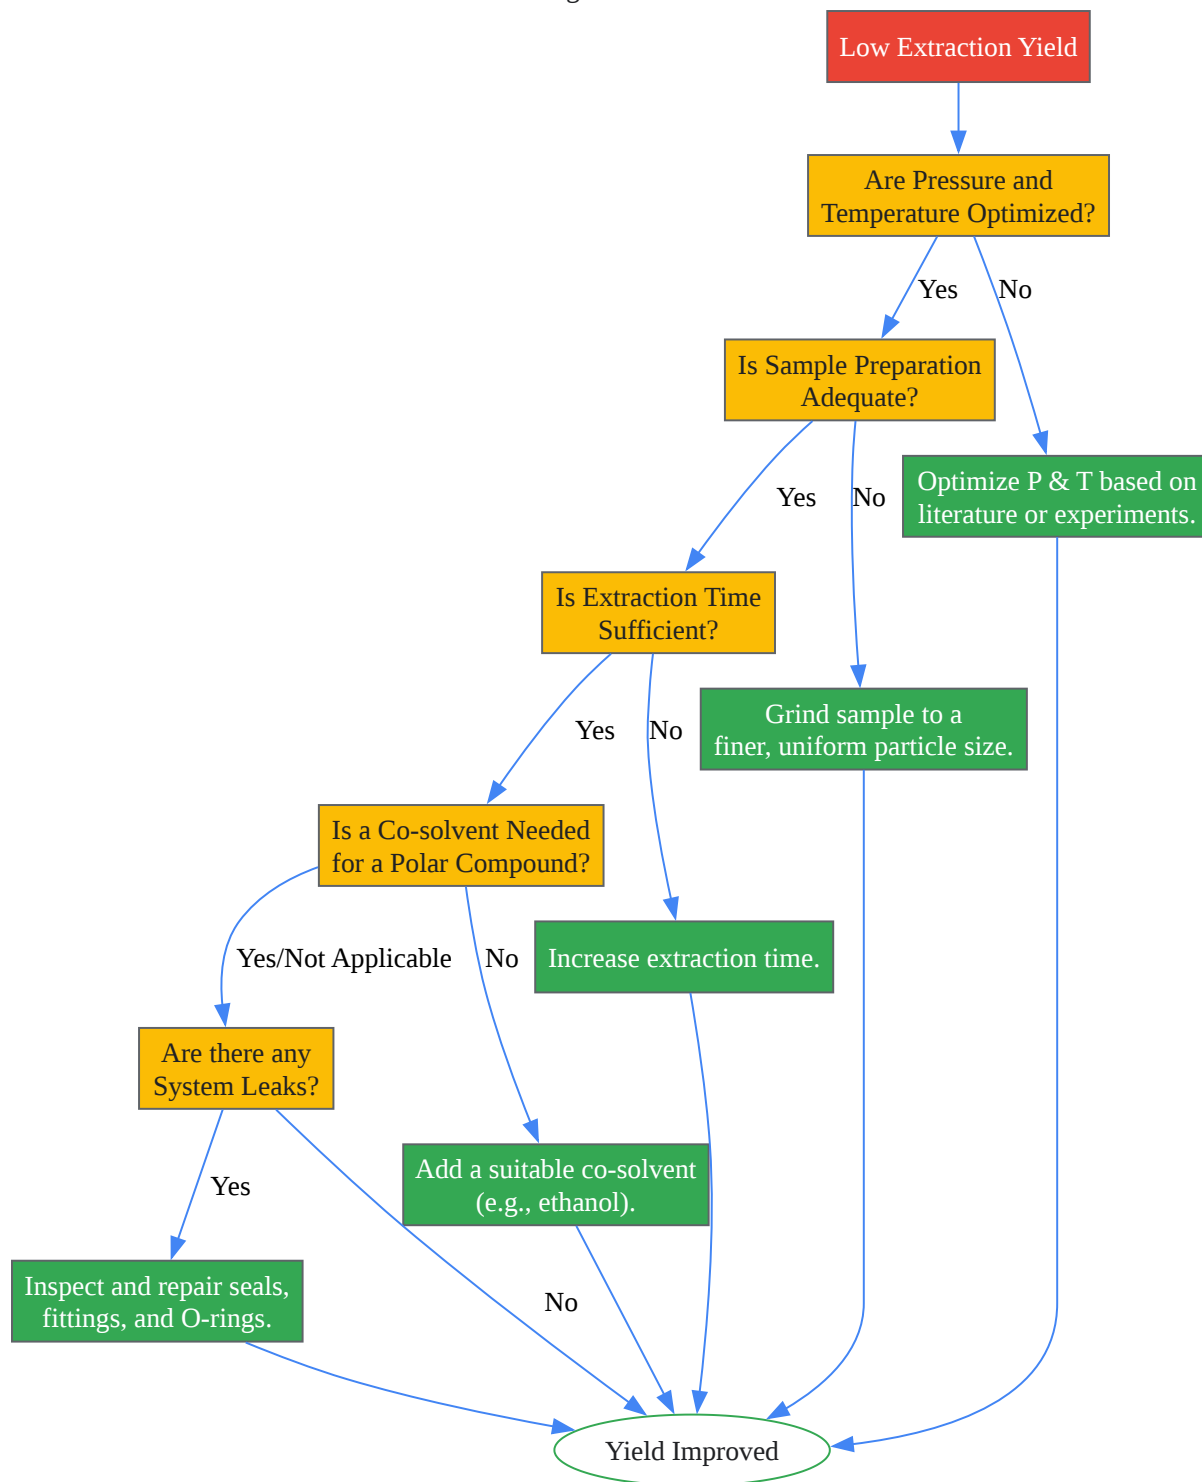 Low Extraction Yield
Are Pressure and
Temperature Optimized?
Yes
No
Is Sample Preparation
Adequate?
Optimize P & T based on
literature or experiments.
Yes
No
Is Extraction Time
Sufficient?
Grind sample to a
finer, uniform particle size.
Yes
No
Is a Co-solvent Needed
for a Polar Compound?
Increase extraction time.
Yes/Not Applicable
No
Are there any
System Leaks?
Add a suitable co-solvent
(e.g., ethanol).
Yes
Inspect and repair seals,
fittings, and O-rings.
No
Yield Improved